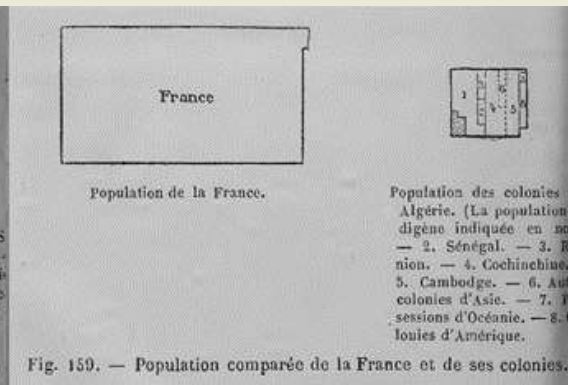 France
Population de la France.
Population des colonies
Algérie. (La population
digène indiquée en
— 2. Sénégal. — 3.
nion. — 4. Cochinchine.
5. Cambodge. — 6.
colonies d'Asie. — 7.
sessions d'Océanie. — 8.
lonies d'Amérique.
Fig. 159. — Population comparée de la France et de ses colonies.